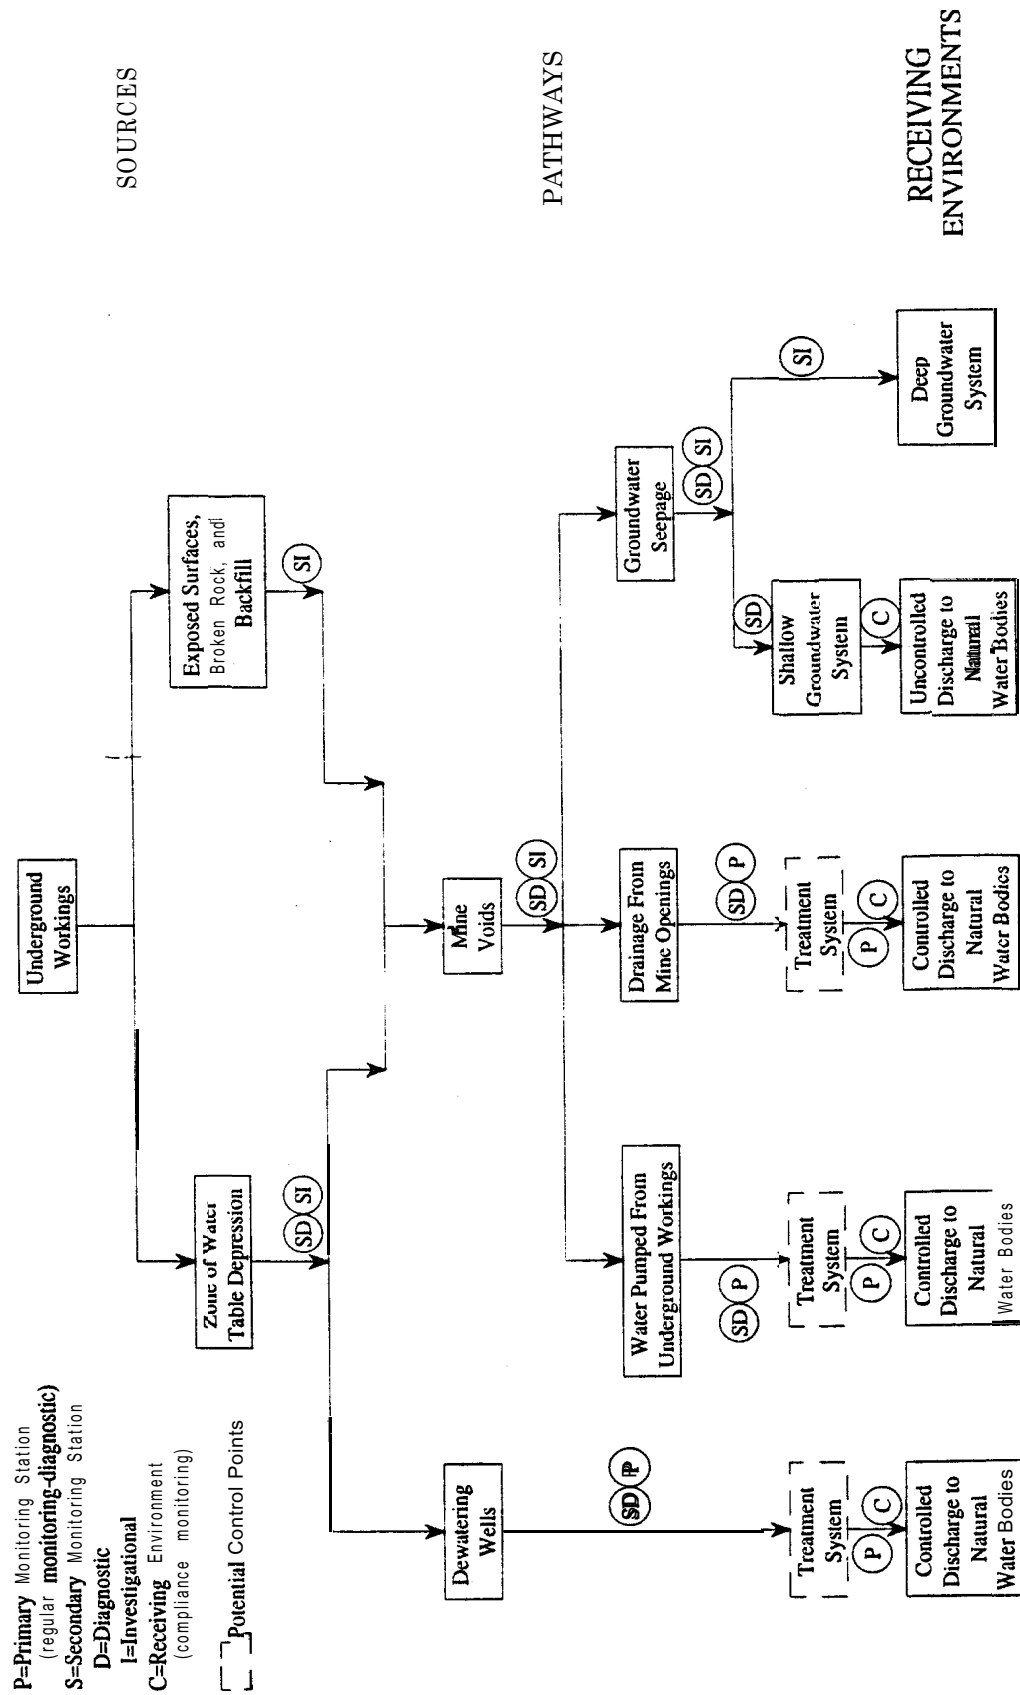 P=Primary Monitoring Station
(regular monitoring-diagnostic)
S=Secondary Monitoring Station
D=Diagnostic
I=Investigational
C=Receiving Environment
(compliance monitoring)
Potential Control Points
SOURCES
Underground
Workings
Zone of Water
Table Depression
SD SI
Exposed Surfaces,
Broken Rock, and
Backfill
SI
PATHWAYS
Mine
Voids
SD SI
Dewatering
Wells
SD P
Water Pumped From
Underground Workings
SD P
Drainage From
Mine Openings
SD P
Groundwater
Seepage
SD SI
SD
SI
Treatment
System
P C
Treatment
System
P C
Treatment
System
P C
Shallow
Groundwater
System
C
RECEIVING
ENVIRONMENTS
Controlled
Discharge to
Natural
Water Bodies
Controlled
Discharge to
Natural
Water Bodies
Controlled
Discharge to
Natural
Water Bodies
Uncontrolled
Discharge to
Natural
Water Bodies
Deep
Groundwater
System